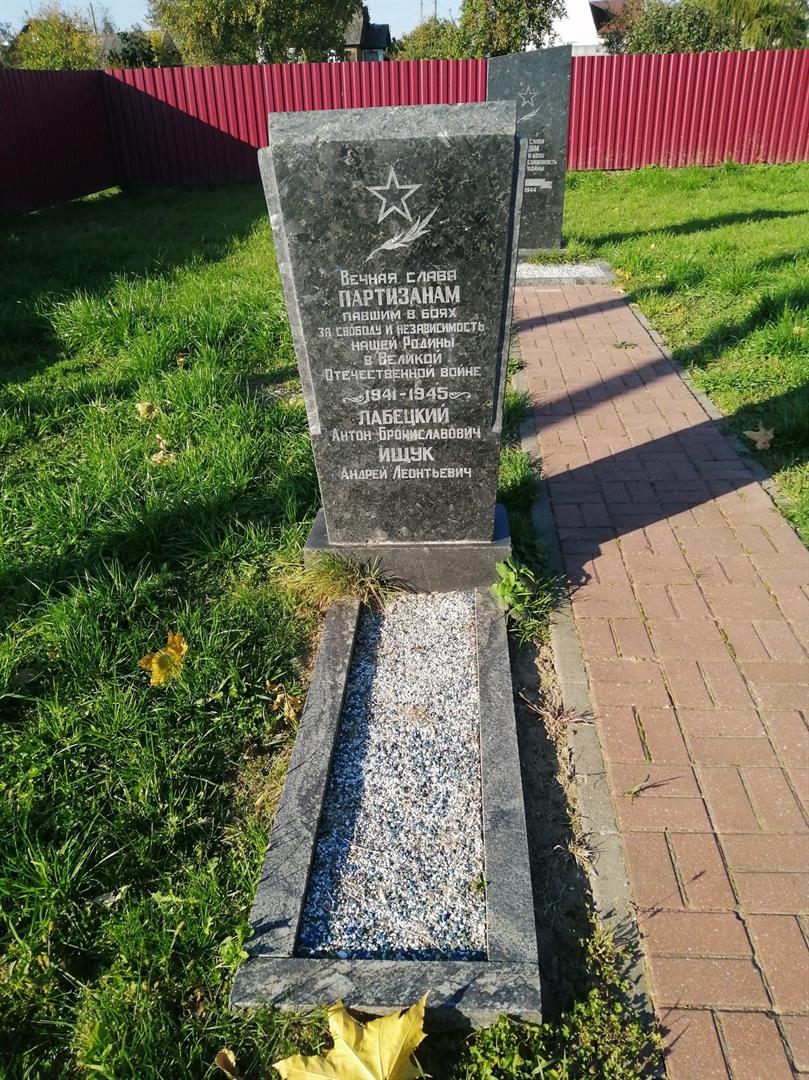 Вечная слава
ПАРТИЗАНАМ
павшим в боях
за свободу и независимость
нашей Родины
в Великой
Отечественной войне
1941-1945
ЛАБЕЦКИЙ
Антон Брониславович
ИЩУК
Андрей Леонтьевич
1944